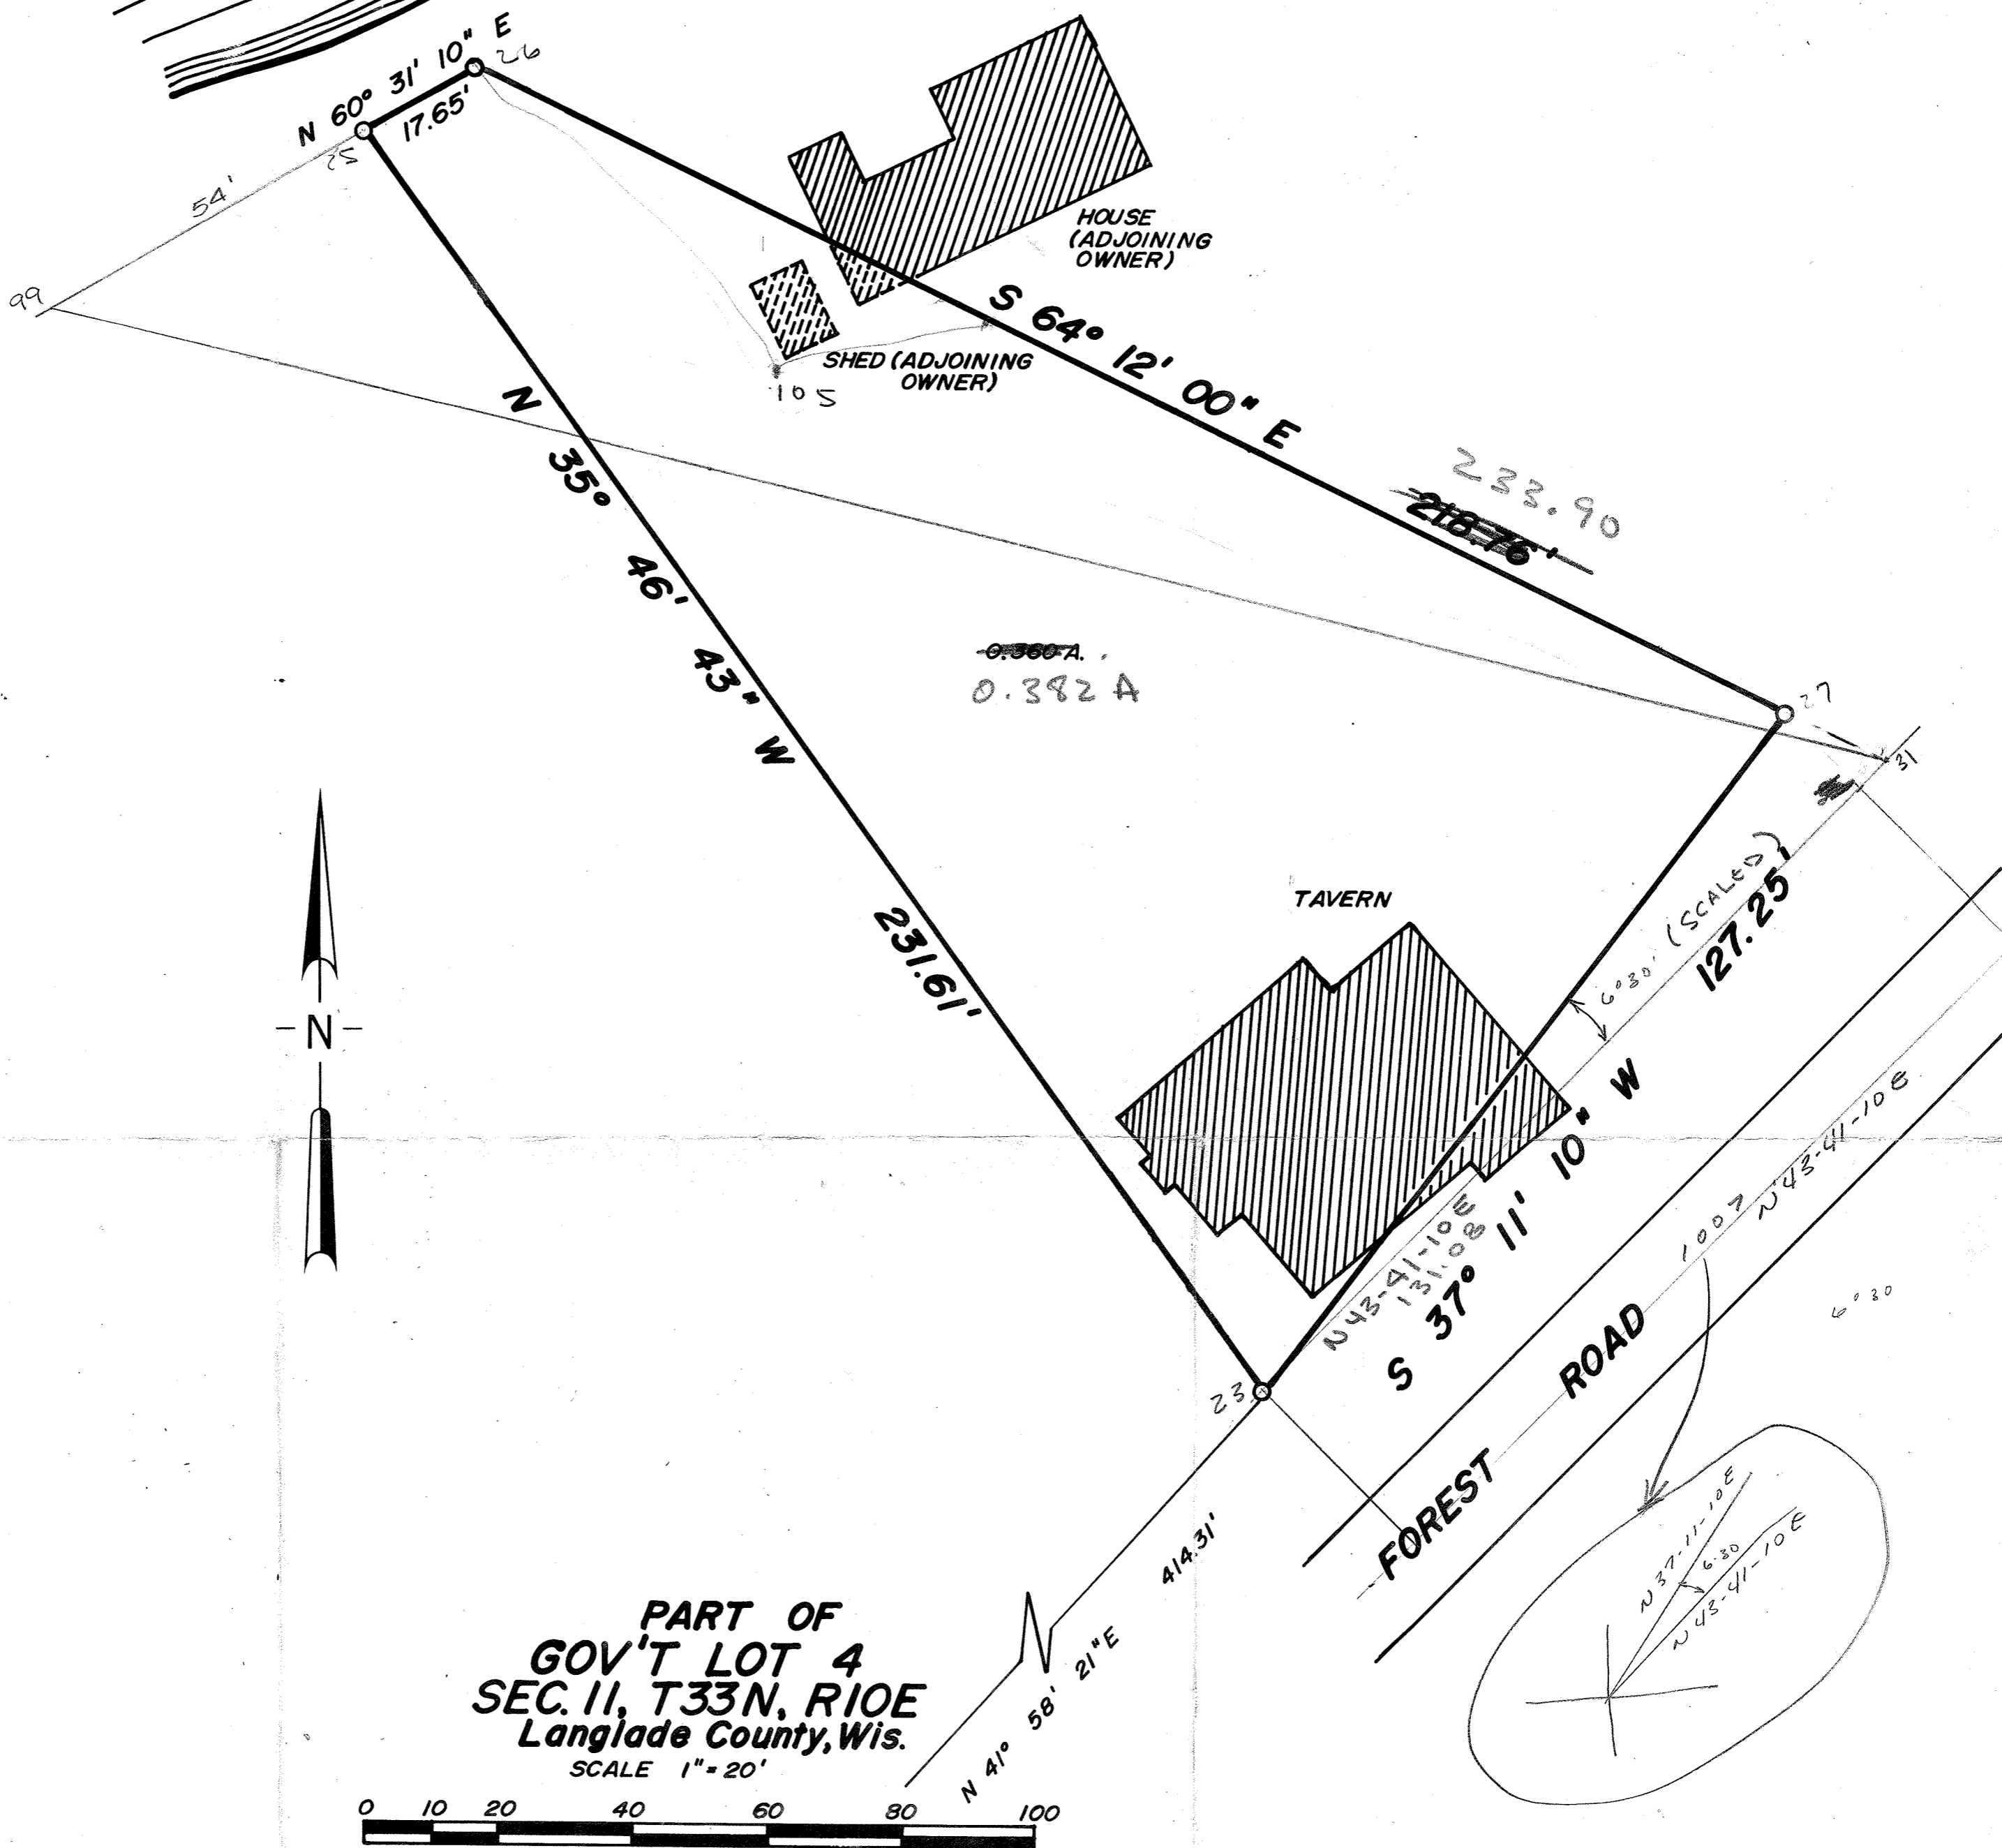 N 60° 31' 10" E
26
17.65'
25
54'
99
HOUSE
(ADJOINING
OWNER)
SHED (ADJOINING
OWNER)
105
S 64° 12' 00" E
233.90
218.76'
N 35° 46' 43" W
231.61'
0.360 A.
0.382 A
27
31
TAVERN
6°30' (SCALED)
127.25'
S 37° 11' 10" W
N43-41-10E
131.08
23
-N-
FOREST ROAD
1007
N43-41-10E
6°30
N37-11-10E
6-30
N43-41-10E
414.31'
N 41° 58' 21" E
PART OF
GOV'T LOT 4
SEC. 11, T33N, R10E
Langlade County, Wis.
SCALE 1"=20'
0 10 20 40 60 80 100